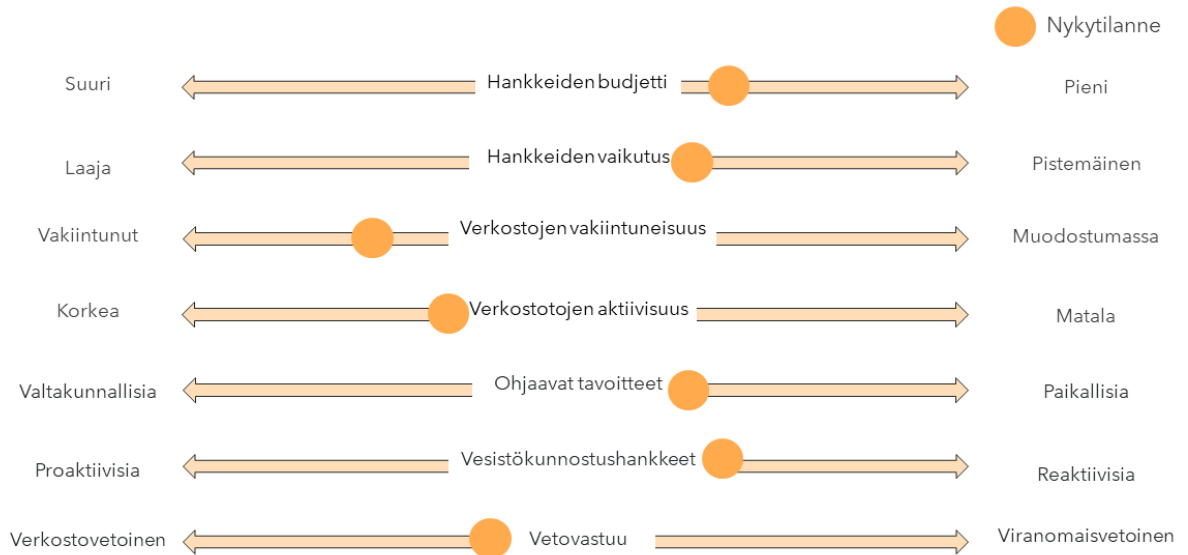 Nykytilanne
Suuri Hankkeiden budjetti Pieni
Laaja Hankkeiden vaikutus Pistemäinen
Vakiintunut Verkostojen vakiintuneisuus Muodostumassa
Korkea Verkostotojen aktiivisuus Matala
Valtakunnallisia Ohjaavat tavoitteet Paikallisia
Proaktiivisia Vesistökunnostushankkeet Reaktiivisia
Verkostovetoinen Vetovastuu Viranomaisvetoinen